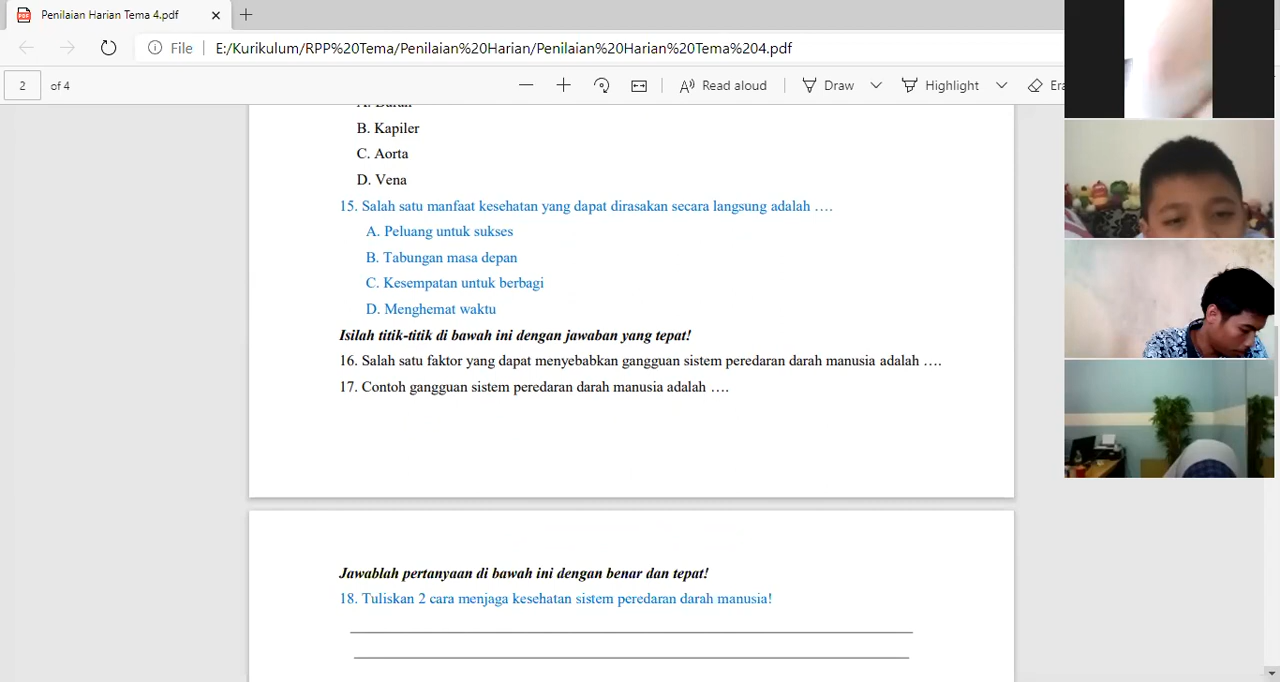 Penilaian Harian Tema 4.pdf
File
E:/Kurikulum/RPP%20Tema/Penilaian%20Harian/Penilaian%20Harian%20Tema%204.pdf
2 of 4
Read aloud
Draw
Highlight
B. Kapiler
C. Aorta
D. Vena
15. Salah satu manfaat kesehatan yang dapat dirasakan secara langsung adalah ….
A. Peluang untuk sukses
B. Tabungan masa depan
C. Kesempatan untuk berbagi
D. Menghemat waktu
Isilah titik-titik di bawah ini dengan jawaban yang tepat!
16. Salah satu faktor yang dapat menyebabkan gangguan sistem peredaran darah manusia adalah ….
17. Contoh gangguan sistem peredaran darah manusia adalah ….
Jawablah pertanyaan di bawah ini dengan benar dan tepat!
18. Tuliskan 2 cara menjaga kesehatan sistem peredaran darah manusia!